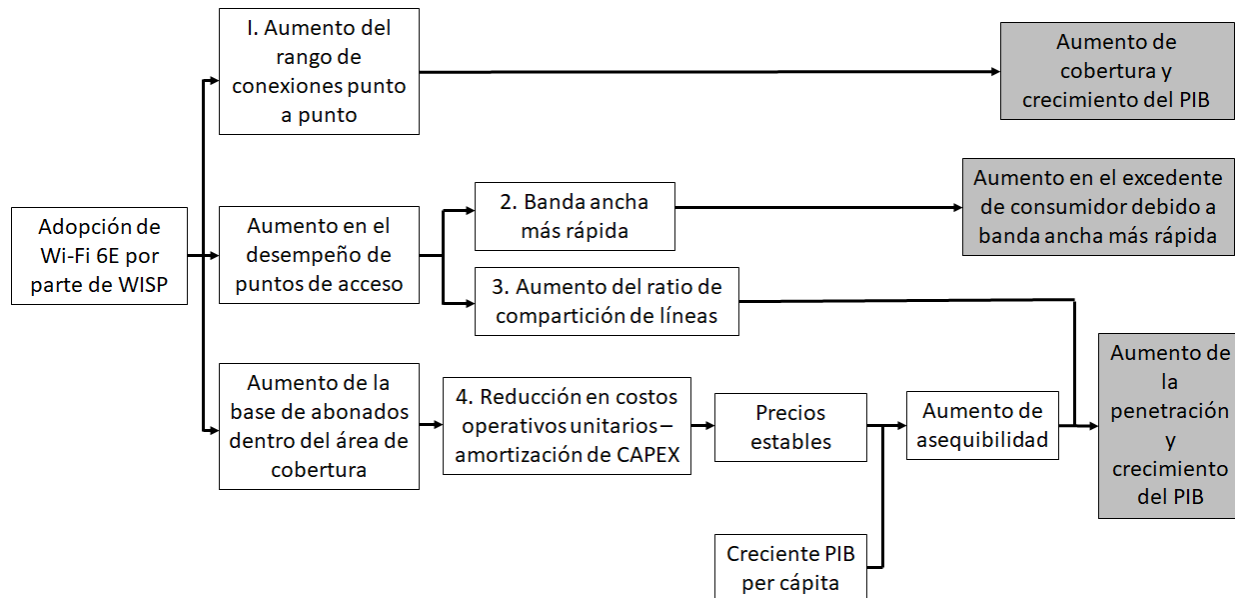 I. Aumento del
rango de
conexiones punto
a punto
Aumento de
cobertura y
crecimiento del PIB
Adopción de
Wi-Fi 6E por
parte de WISP
Aumento en el
desempeño de
puntos de acceso
2. Banda ancha
más rápida
Aumento en el excedente
de consumidor debido a
banda ancha más rápida
3. Aumento del ratio de
compartición de líneas
Aumento de la
base de abonados
dentro del área de
cobertura
4. Reducción en costos
operativos unitarios –
amortización de CAPEX
Precios
estables
Aumento de
asequibilidad
Aumento de
la
penetración
y
crecimiento
del PIB
Creciente PIB
per cápita